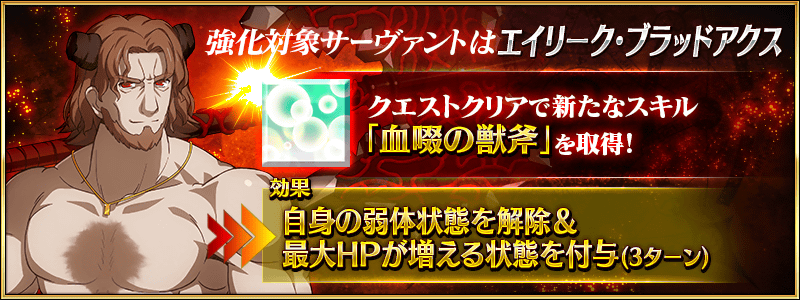 強化対象サーヴァントはエイリーク・ブラッドアクス
クエストクリアで新たなスキル
「血啜の獣斧」を取得!
効果
自身の弱体状態を解除&
最大HPが増える状態を付与(3ターン)